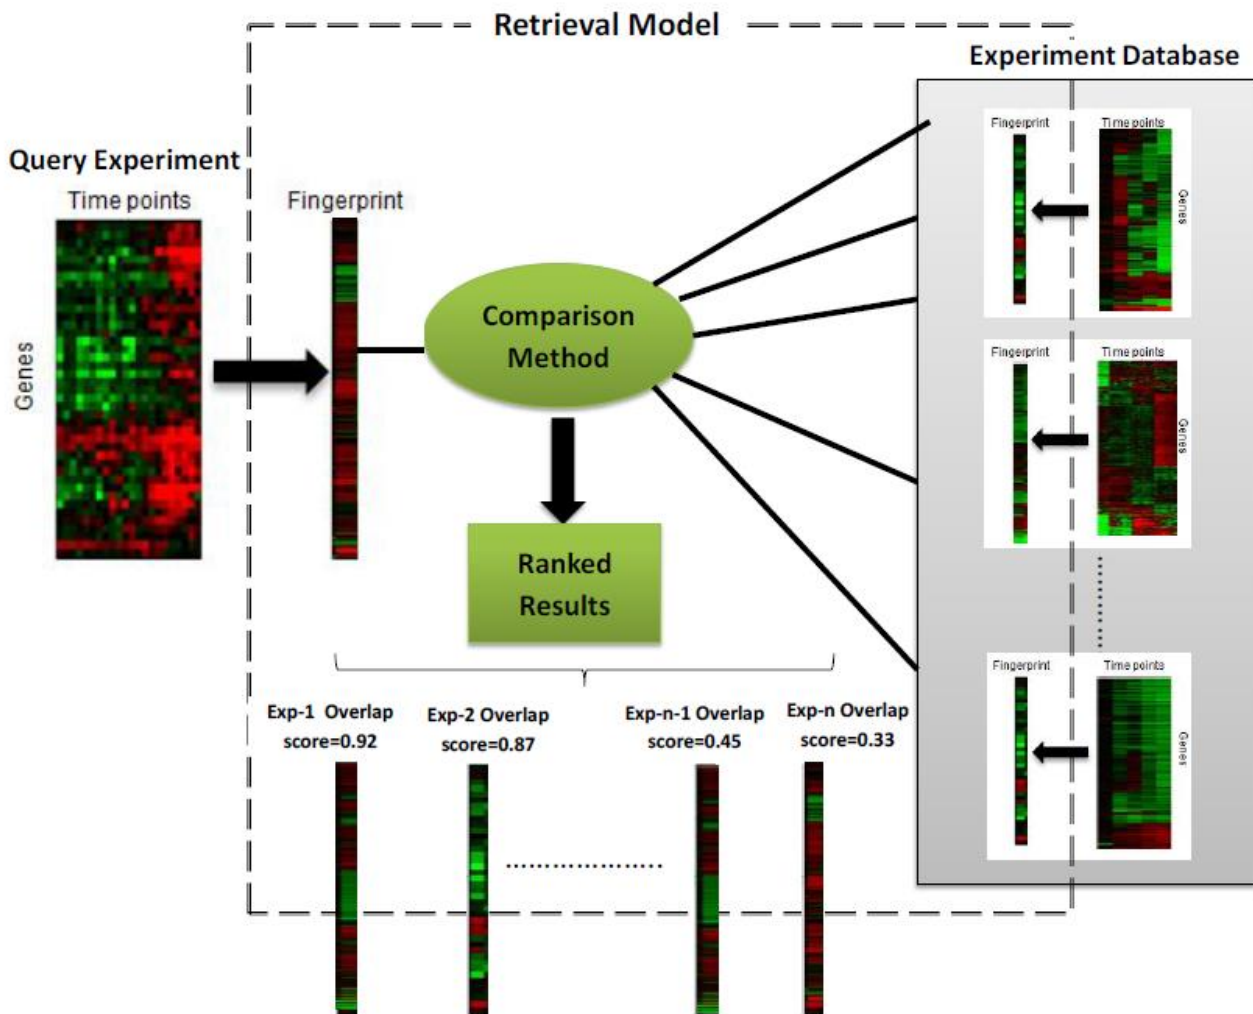 Retrieval Model
Experiment Database
Query Experiment
Time points
Genes
Fingerprint
Comparison
Method
Ranked
Results
Fingerprint
Time points
Genes
Fingerprint
Time points
Genes
Fingerprint
Time points
Genes
Exp-1 Overlap
score=0.92
Exp-2 Overlap
score=0.87
Exp-n-1 Overlap
score=0.45
Exp-n Overlap
score=0.33